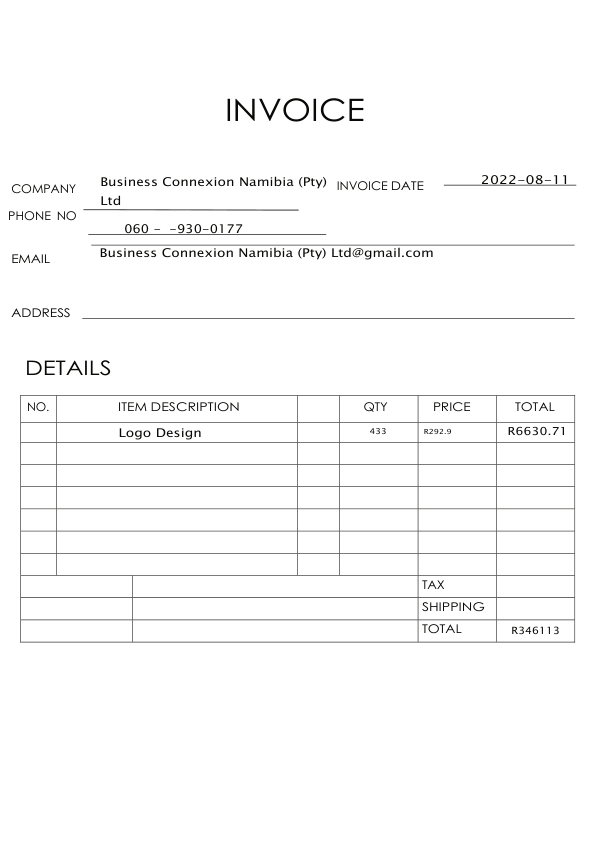 INVOICE
COMPANY Business Connexion Namibia (Pty) Ltd INVOICE DATE 2022-08-11
PHONE NO 060 - -930-0177
EMAIL Business Connexion Namibia (Pty) Ltd@gmail.com
ADDRESS
DETAILS
NO. ITEM DESCRIPTION QTY PRICE TOTAL
Logo Design 433 R292.9 R6630.71
TAX
SHIPPING
TOTAL R346113